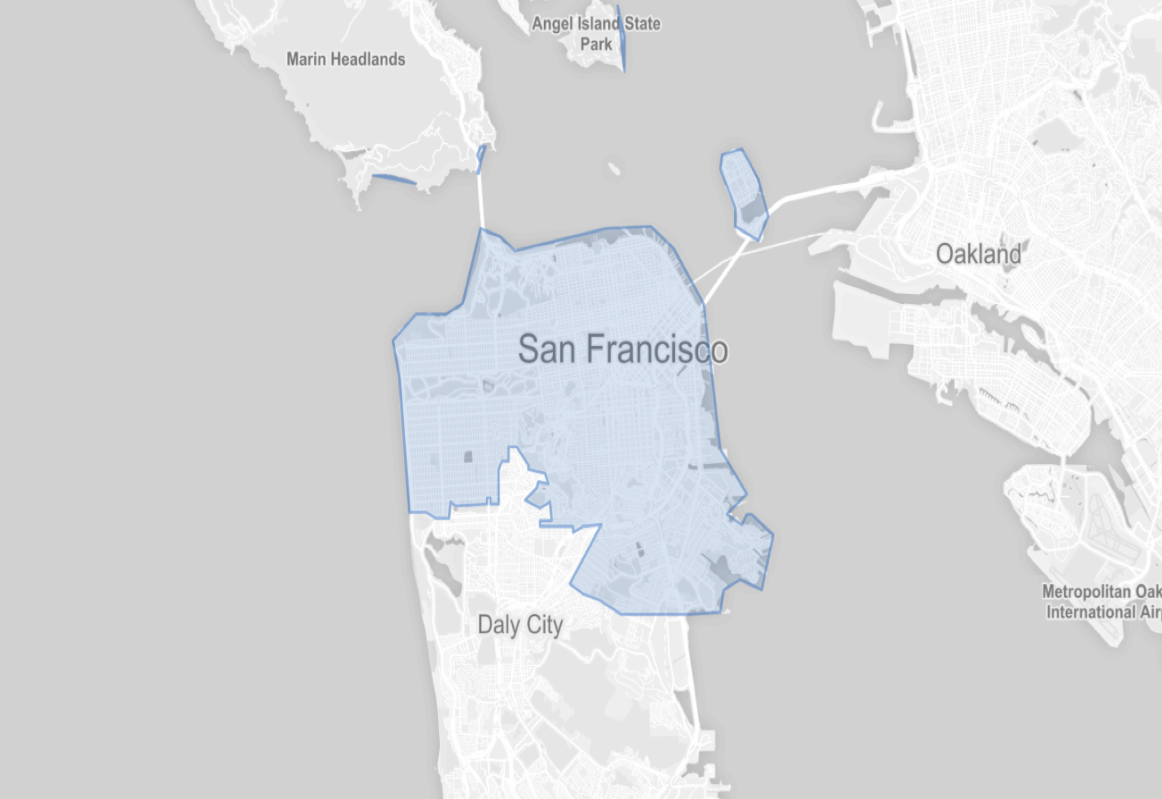 Angel Island State
Park
Marin Headlands
Oakland
San Francisco
Metropolitan Oak
International Air
Daly City